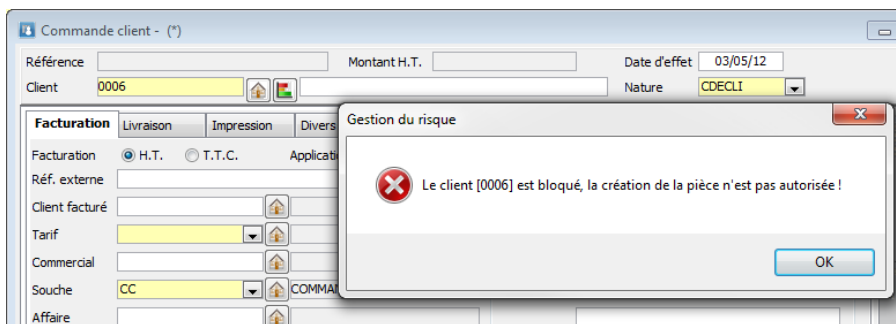 Commande client - (*)
Référence Montant H.T. Date d'effet 03/05/12
Client 0006 Nature CDECLI
Facturation Livraison Impression Divers
Gestion du risque
Facturation H.T. T.T.C. Applicati
Réf. externe
Le client [0006] est bloqué, la création de la pièce n'est pas autorisée !
Client facturé
Tarif
Commercial
OK
Souche CC COMMAN
Affaire